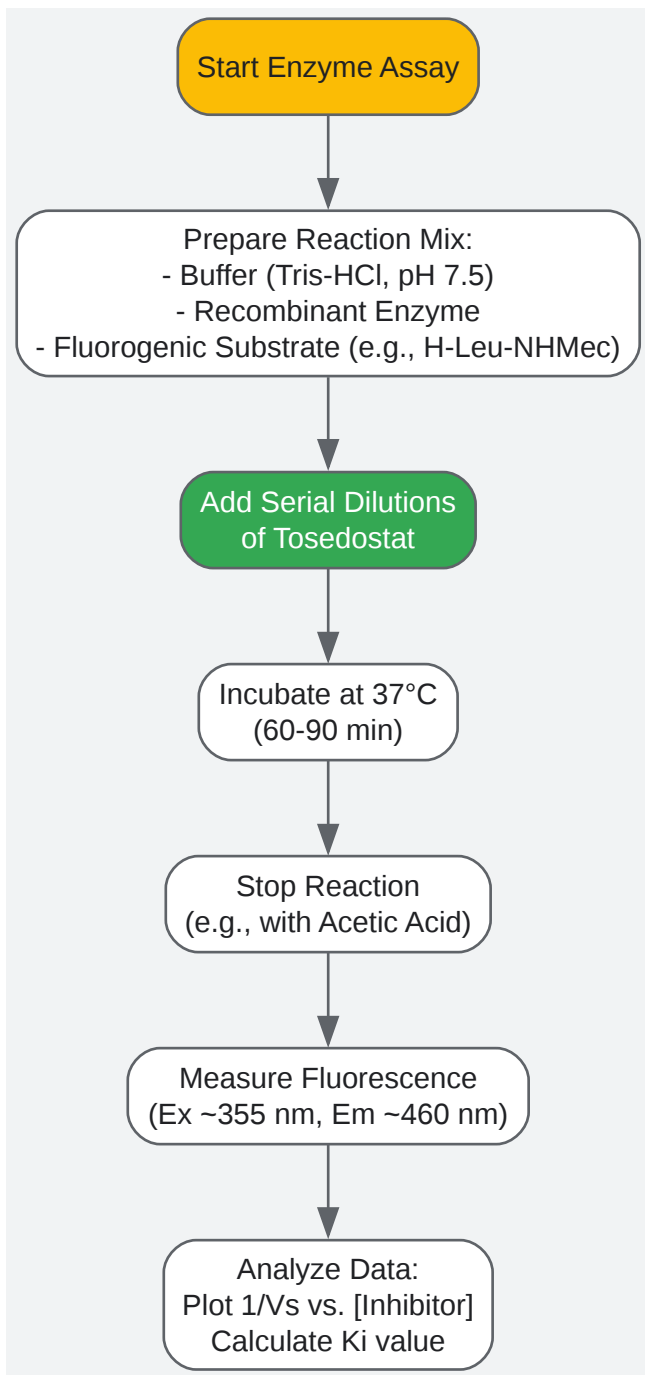 Start Enzyme Assay
Prepare Reaction Mix:
- Buffer (Tris-HCl, pH 7.5)
- Recombinant Enzyme
- Fluorogenic Substrate (e.g., H-Leu-NHMec)
Add Serial Dilutions
of Tosedostat
Incubate at 37°C
(60-90 min)
Stop Reaction
(e.g., with Acetic Acid)
Measure Fluorescence
(Ex ~355 nm, Em ~460 nm)
Analyze Data:
Plot 1/Vs vs. [Inhibitor]
Calculate Ki value